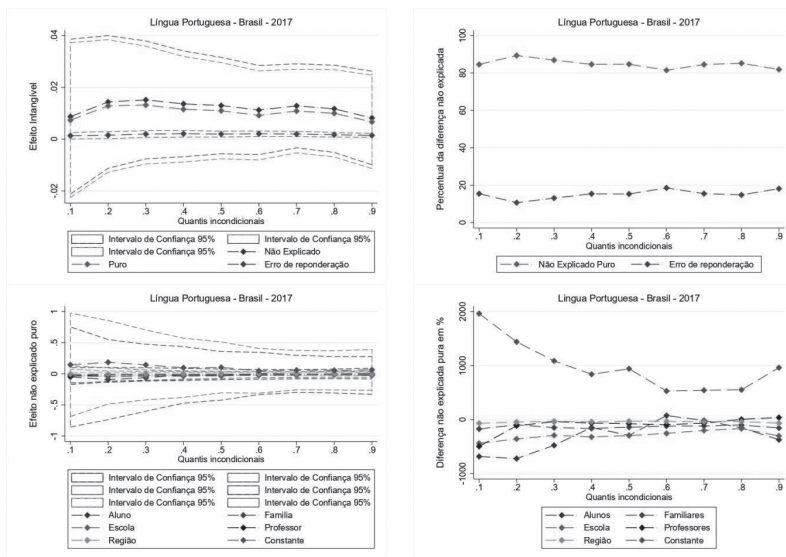 Língua Portuguesa - Brasil - 2017
Efeito Intangível
.04
.02
0
-.02
.1 .2 .3 .4 .5 .6 .7 .8 .9
Quantis incondicionais
Intervalo de Confiança 95% Intervalo de Confiança 95%
Intervalo de Confiança 95% Não Explicado
Puro Erro de reponderação
Língua Portuguesa - Brasil - 2017
Percentual da diferença não explicada
100
80
60
40
20
0
.1 .2 .3 .4 .5 .6 .7 .8 .9
Quantis incondicionais
Não Explicado Puro Erro de reponderação
Língua Portuguesa - Brasil - 2017
Efeito não explicado puro
1
.5
0
-.5
-1
.1 .2 .3 .4 .5 .6 .7 .8 .9
Quantis incondicionais
Intervalo de Confiança 95% Intervalo de Confiança 95%
Intervalo de Confiança 95% Intervalo de Confiança 95%
Intervalo de Confiança 95% Intervalo de Confiança 95%
Aluno Familia
Escola Professor
Região Constante
Língua Portuguesa - Brasil - 2017
Diferença não explicada pura em %
2000
1000
0
-1000
.1 .2 .3 .4 .5 .6 .7 .8 .9
Quantis incondicionais
Alunos Familiares
Escola Professores
Região Constante